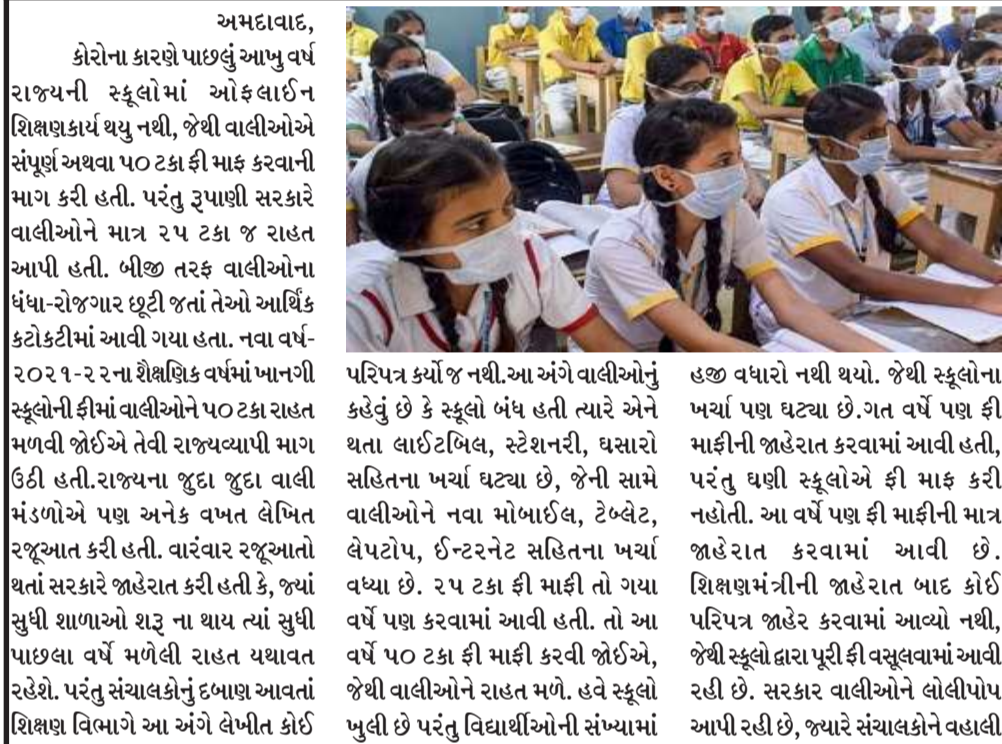 અમદાવાદ,
કોરોના કારણે પાછલું આખુ વર્ષ
રાજ્યની સ્કૂલોમાં ઓફલાઈન
શિક્ષણકાર્ય થયુ નથી, જેથી વાલીઓએ
સંપૂર્ણ અથવા ૫૦ ટકા ફી માફ કરવાની
માગ કરી હતી. પરંતુ રૂપાણી સરકારે
વાલીઓને માત્ર ૨૫ ટકા જ રાહત
આપી હતી. બીજી તરફ વાલીઓના
ધંધા-રોજગાર છૂટી જતાં તેઓ આર્થિક
કટોકટીમાં આવી ગયા હતા. નવા વર્ષ-
૨૦૨૧-૨૨ના શૈક્ષણિક વર્ષમાં ખાનગી
સ્કૂલોની ફીમાં વાલીઓને ૫૦ ટકા રાહત
મળવી જોઈએ તેવી રાજ્યવ્યાપી માગ
ઉઠી હતી.રાજ્યના જુદા જુદા વાલી
મંડળોએ પણ અનેક વખત લેખિત
રજૂઆત કરી હતી. વારંવાર રજૂઆતો
થતાં સરકારે જાહેરાત કરી હતી કે, જ્યાં
સુધી શાળાઓ શરૂ ના થાય ત્યાં સુધી
પાછલા વર્ષે મળેલી રાહત યથાવત
રહેશે. પરંતુ સંચાલકોનું દબાણ આવતાં
શિક્ષણ વિભાગે આ અંગે લેખીત કોઈ
પરિપત્ર કર્યો જ નથી.આ અંગે વાલીઓનું
કહેવું છે કે સ્કૂલો બંધ હતી ત્યારે એને
થતા લાઈટબિલ, સ્ટેશનરી, ઘસારો
સહિતના ખર્ચા ઘટ્યા છે, જેની સામે
વાલીઓને નવા મોબાઈલ, ટેબ્લેટ,
લેપટોપ, ઈન્ટરનેટ સહિતના ખર્ચા
વધ્યા છે. ૨૫ ટકા ફી માફી તો ગયા
વર્ષે પણ કરવામાં આવી હતી. તો આ
વર્ષે ૫૦ ટકા ફી માફી કરવી જોઈએ,
જેથી વાલીઓને રાહત મળે. હવે સ્કૂલો
ખુલી છે પરંતુ વિદ્યાર્થીઓની સંખ્યામાં
હજી વધારો નથી થયો. જેથી સ્કૂલોના
ખર્ચા પણ ઘટ્યા છે.ગત વર્ષે પણ ફી
માફીની જાહેરાત કરવામાં આવી હતી,
પરંતુ ઘણી સ્કૂલોએ ફી માફ કરી
નહોતી. આ વર્ષે પણ ફી માફીની માત્ર
જાહેરાત કરવામાં આવી છે.
શિક્ષણમંત્રીની જાહેરાત બાદ કોઈ
પરિપત્ર જાહેર કરવામાં આવ્યો નથી,
જેથી સ્કૂલો દ્વારા પૂરી ફી વસૂલવામાં આવી
રહી છે. સરકાર વાલીઓને લોલીપોપ
આપી રહી છે, જ્યારે સંચાલકોને વહાલી